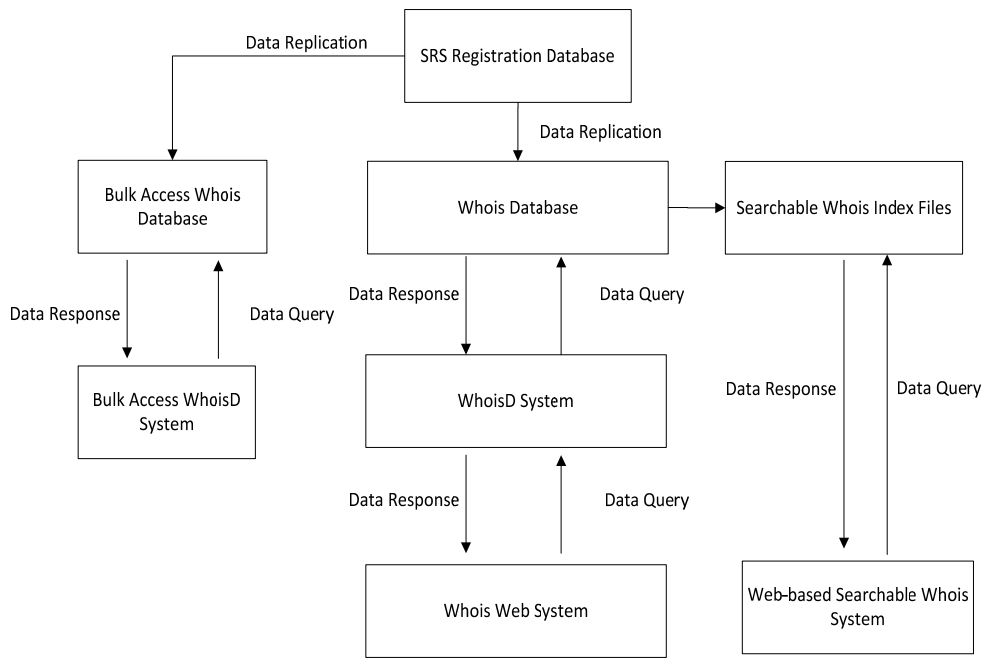 Data Replication
SRS Registration Database
Data Replication
Bulk Access Whois
Database
Whois Database
Searchable Whois Index Files
Data Response
Data Query
Data Response
Data Query
Bulk Access WhoisD
System
WhoisD System
Data Response
Data Query
Data Response
Data Query
Whois Web System
Web-based Searchable Whois
System